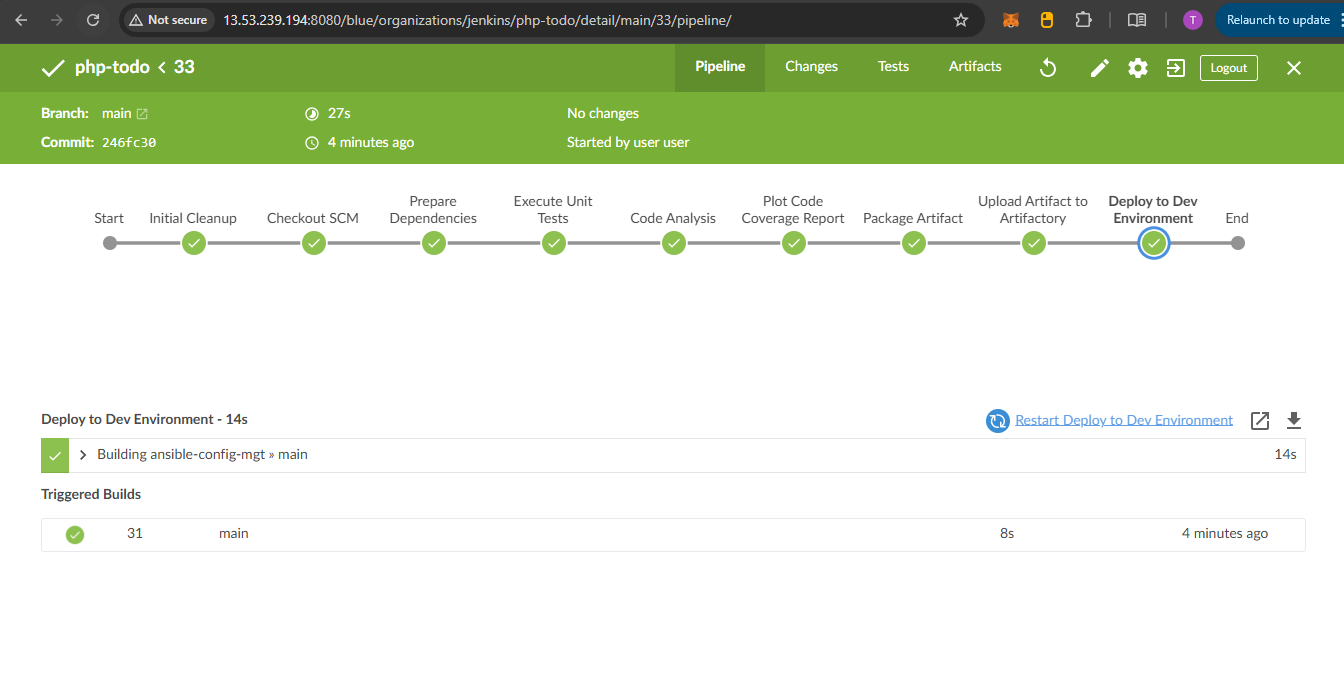 Not secure 13.53.239.194:8080/blue/organizations/jenkins/php-todo/detail/main/33/pipeline/ T Relaunch to update
php-todo < 33 Pipeline Changes Tests Artifacts Logout
Branch: main 27s No changes
Commit: 246fc30 4 minutes ago Started by user user
Start
Initial Cleanup
Checkout SCM
Prepare
Dependencies
Execute Unit
Tests
Code Analysis
Plot Code
Coverage Report
Package Artifact
Upload Artifact to
Artifactory
Deploy to Dev
Environment
End
Deploy to Dev Environment - 14s Restart Deploy to Dev Environment
Building ansible-config-mgt » main 14s
Triggered Builds
31 main 8s 4 minutes ago